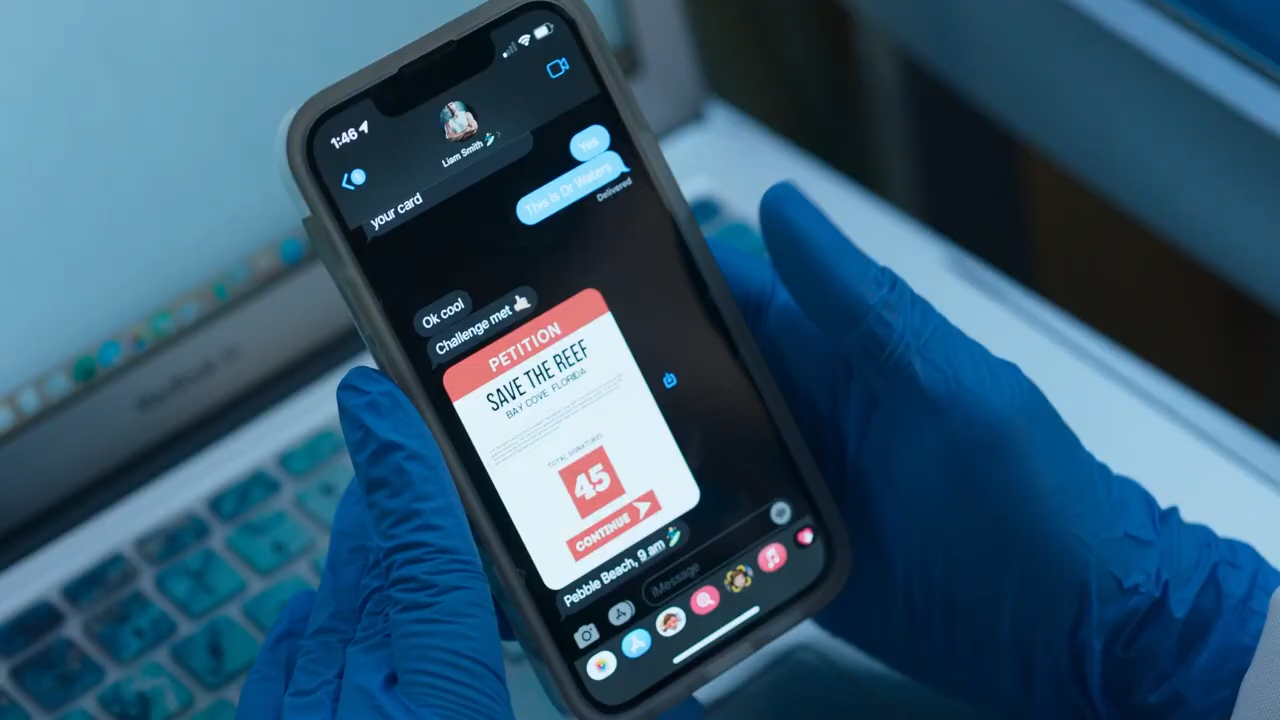 1:46
Liam Smith
Yes
This is Dr Waters
Delivered
your card
Ok cool
Challenge met
PETITION
SAVE THE REEF
BAY COVE, FLORIDA
TOTAL SIGNATURES
45
CONTINUE
Pebble Beach, 9 am
iMessage